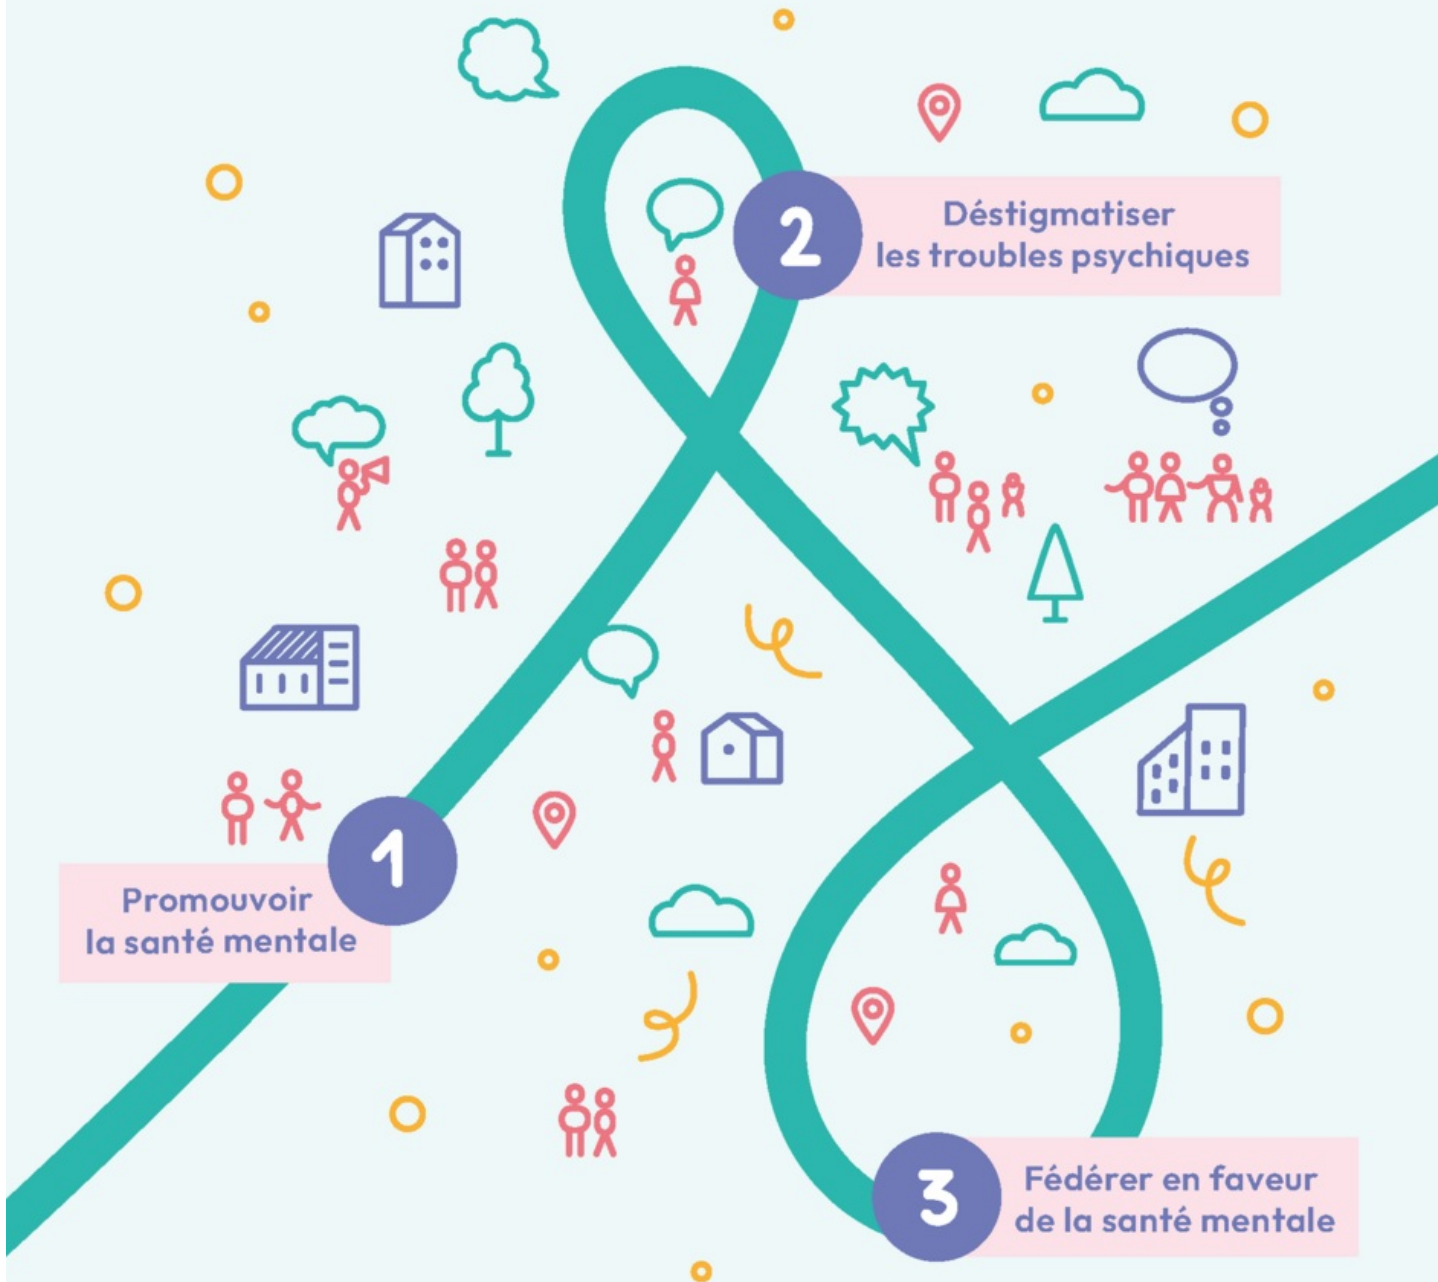 1
Promouvoir
la santé mentale
2
Déstigmatiser
les troubles psychiques
3
Fédérer en faveur
de la santé mentale